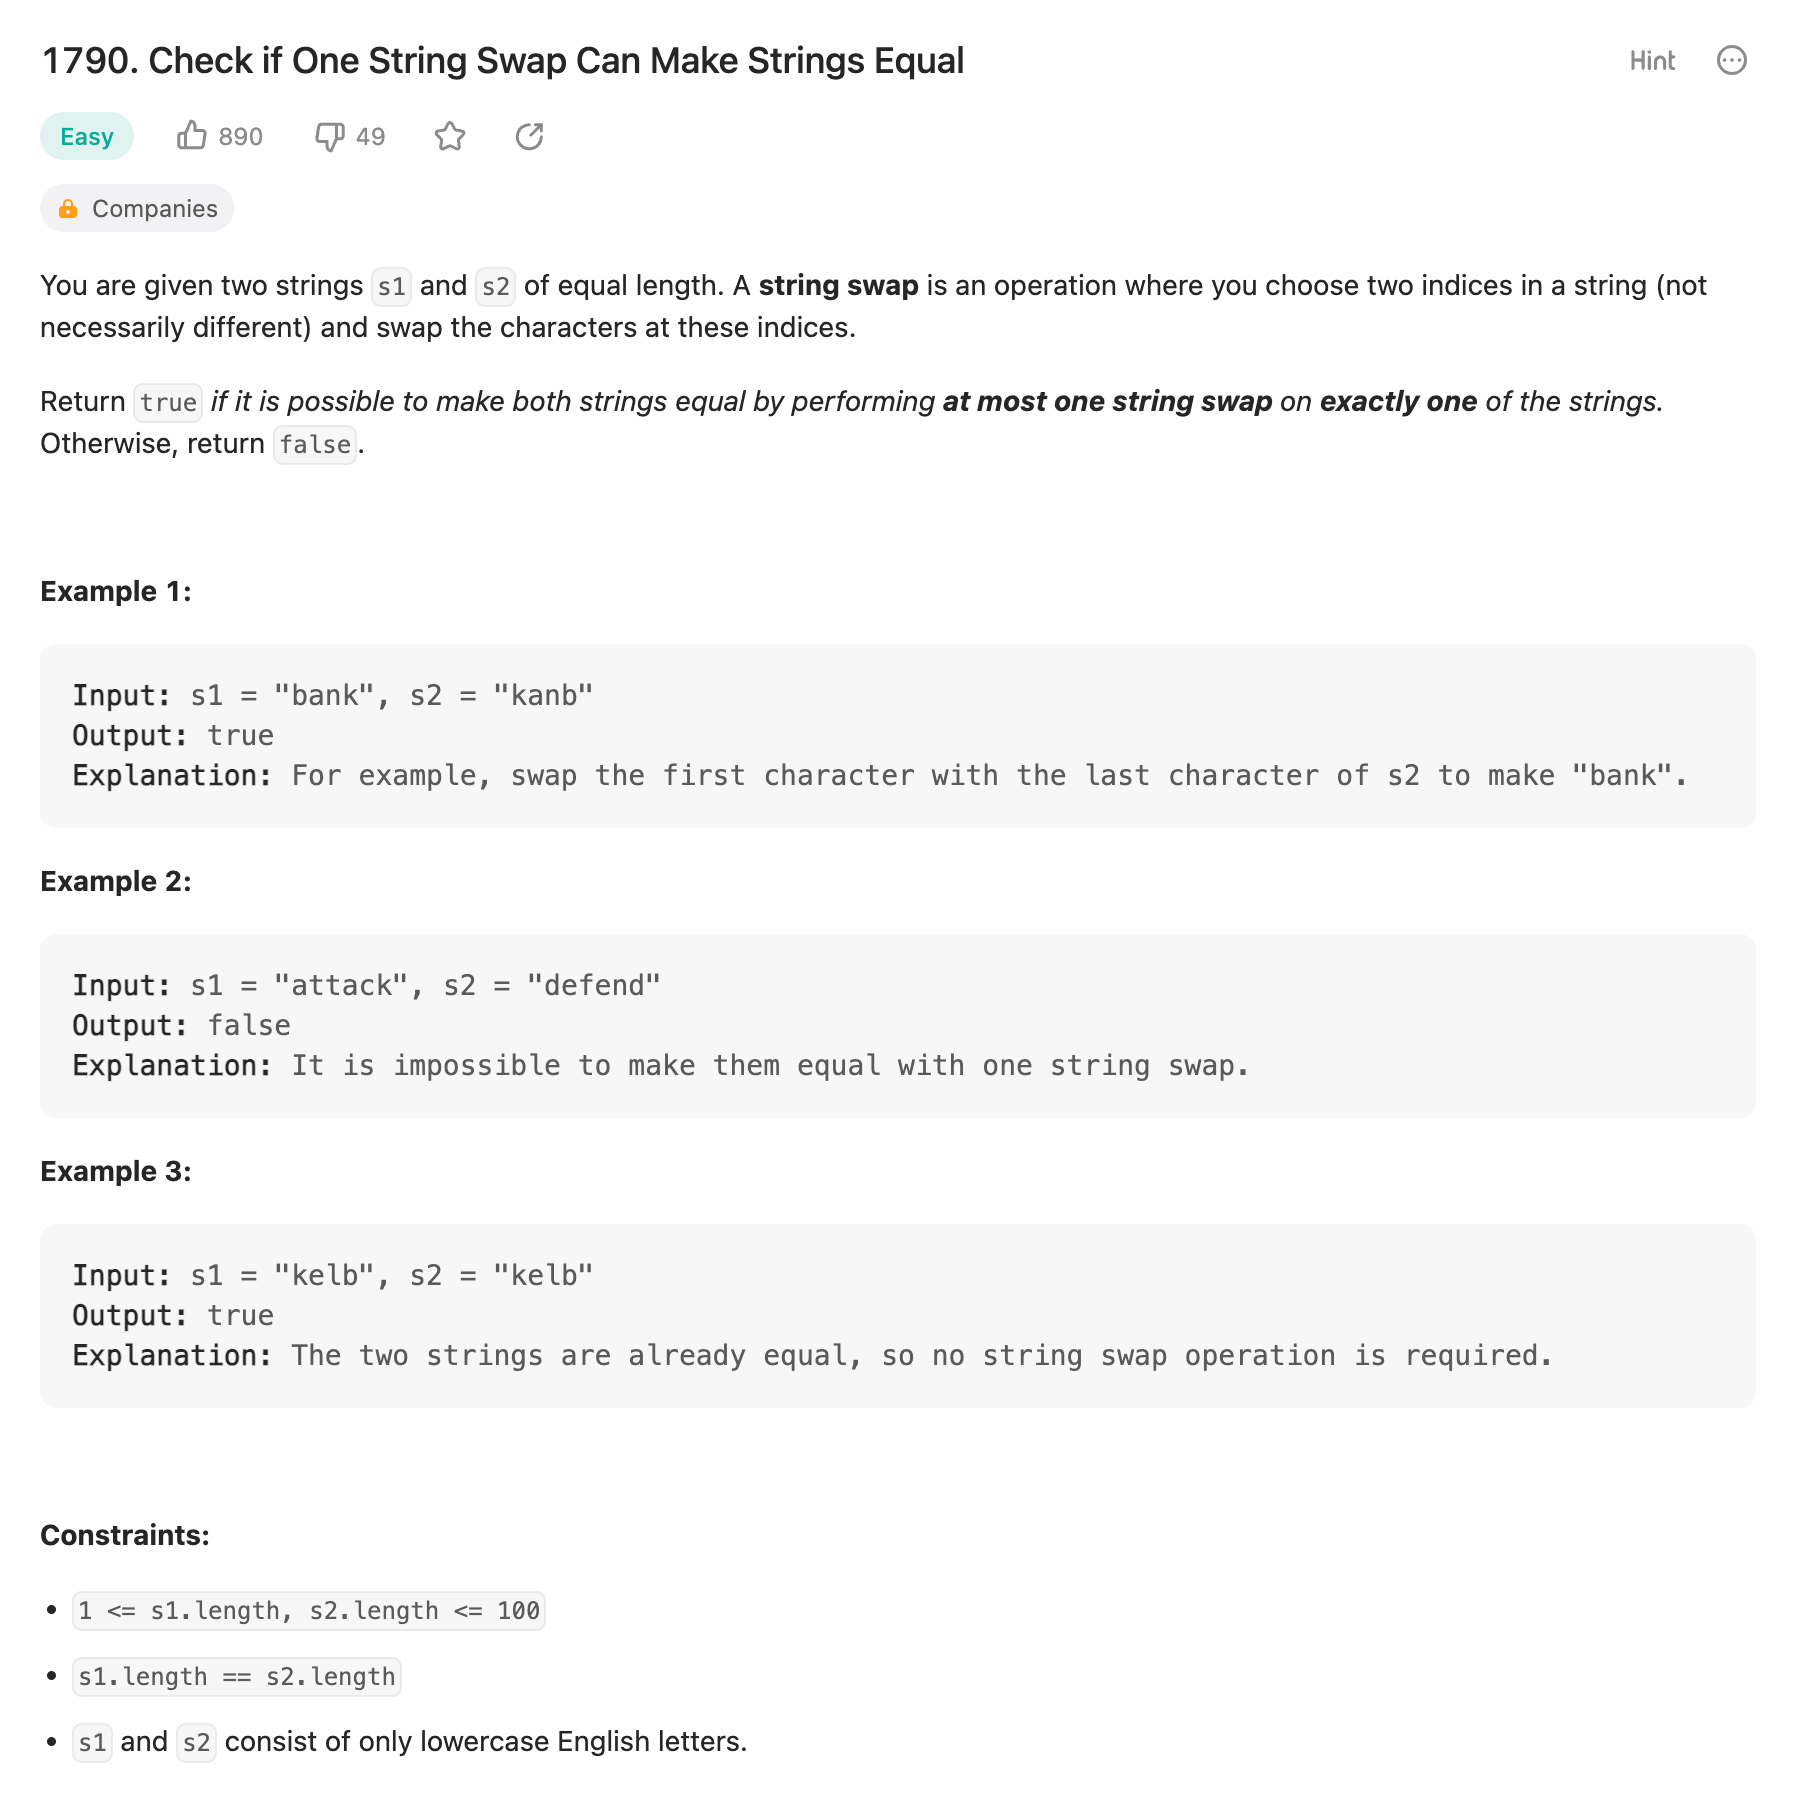 1790. Check if One String Swap Can Make Strings Equal
Hint
Easy
890
49
Companies
You are given two strings s1 and s2 of equal length. A string swap is an operation where you choose two indices in a string (not
necessarily different) and swap the characters at these indices.
Return true if it is possible to make both strings equal by performing at most one string swap on exactly one of the strings.
Otherwise, return false.
Example 1:
Input: s1 = "bank", s2 = "kanb"
Output: true
Explanation: For example, swap the first character with the last character of s2 to make "bank".
Example 2:
Input: s1 = "attack", s2 = "defend"
Output: false
Explanation: It is impossible to make them equal with one string swap.
Example 3:
Input: s1 = "kelb", s2 = "kelb"
Output: true
Explanation: The two strings are already equal, so no string swap operation is required.
Constraints:
• 1 <= s1.length, s2.length <= 100
• s1.length == s2.length
• s1 and s2 consist of only lowercase English letters.